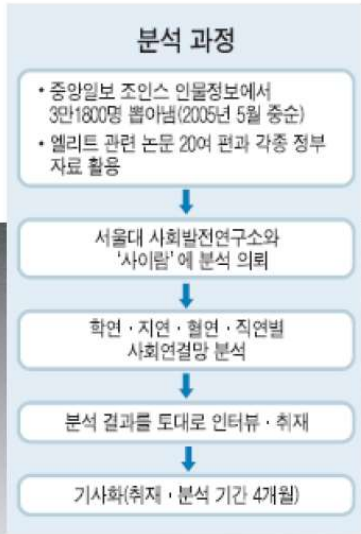 분석 과정
• 중앙일보 조인스 인물정보에서
3만1800명 뽑아냄(2005년 5월 중순)
• 엘리트 관련 논문 20여 편과 각종 정부
자료 활용
서울대 사회발전연구소와
'사이람'에 분석 의뢰
학연·지연·혈연·직연별
사회연결망 분석
분석 결과를 토대로 인터뷰·취재
기사화(취재·분석 기간 4개월)